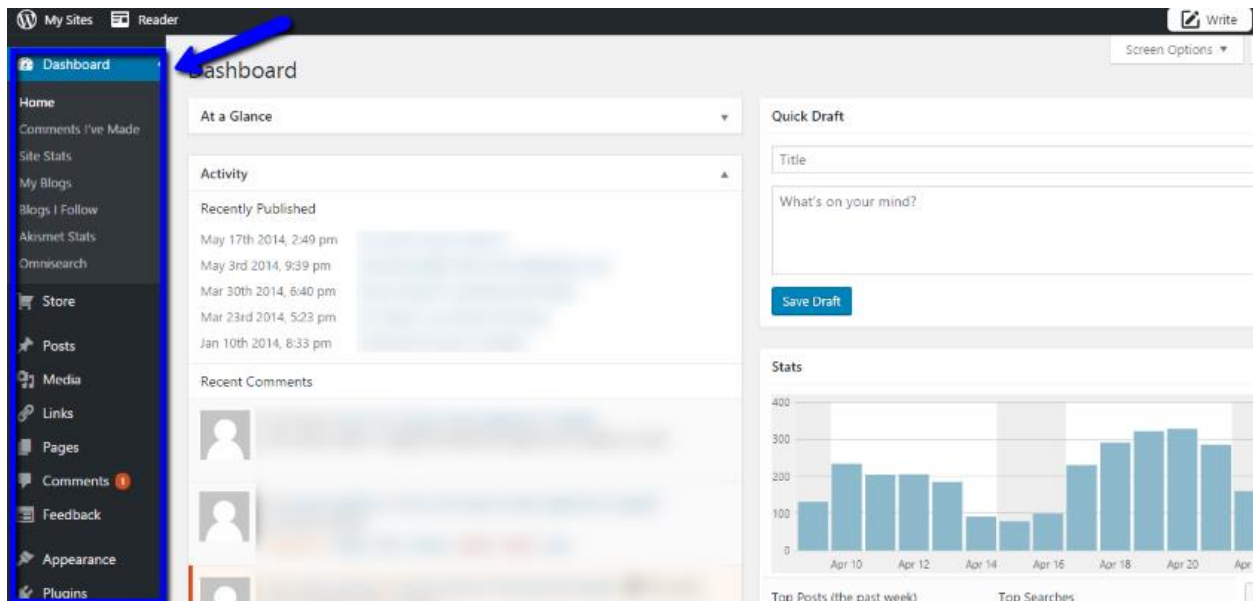 My Sites Reader Write
Screen Options
Dashboard
Home
Comments I've Made
Site Stats
My Blogs
Blogs I Follow
Akismet Stats
Omnisearch
Store
Posts
Media
Links
Pages
Comments 1
Feedback
Appearance
Plugins
Dashboard
At a Glance
Activity
Recently Published
May 17th 2014, 2:49 pm
May 3rd 2014, 9:39 pm
Mar 30th 2014, 6:40 pm
Mar 23rd 2014, 5:23 pm
Jan 10th 2014, 8:33 pm
Recent Comments
Quick Draft
Title
What's on your mind?
Save Draft
Stats
400
300
200
100
0
Apr 10 Apr 12 Apr 14 Apr 16 Apr 18 Apr 20 Apr
Top Posts (the past week) Top Searches